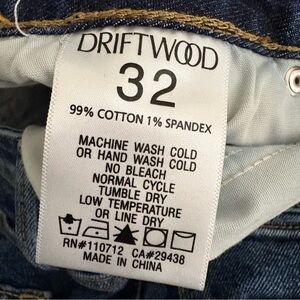 DRIFTWOOD
32
99% COTTON 1% SPANDEX
MACHINE WASH COLD
OR HAND WASH COLD
NO BLEACH
NORMAL CYCLE
TUMBLE DRY
LOW TEMPERATURE
OR LINE DRY
RN#110712 CA#29438
MADE IN CHINA